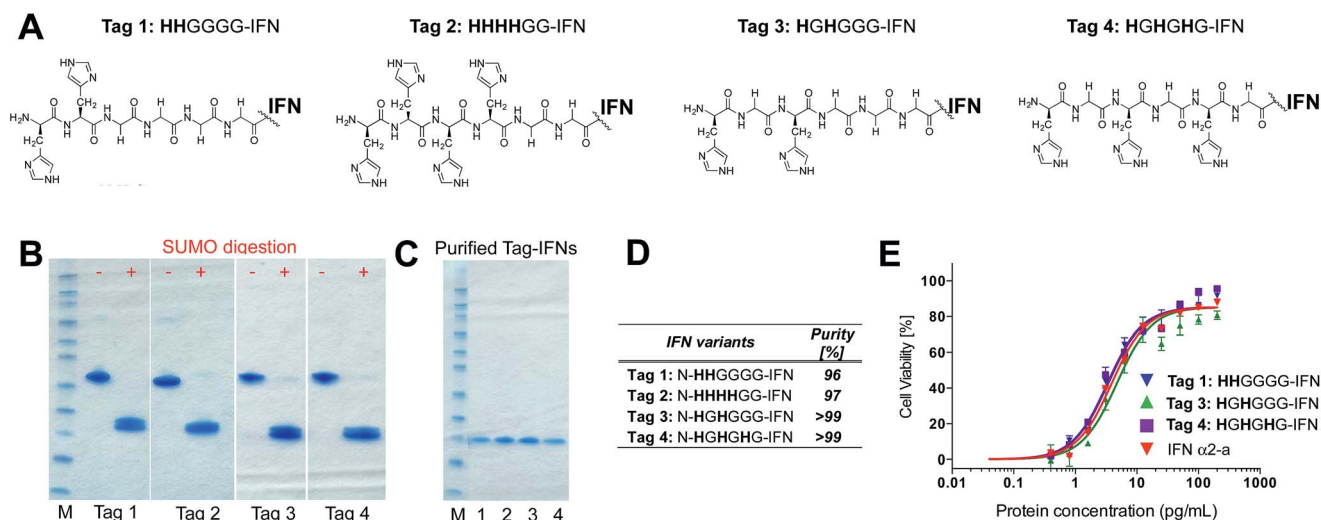 A
Tag 1: HHGGGG-IFN
Tag 2: HHHHGG-IFN
Tag 3: HGHGGG-IFN
Tag 4: HGHGHG-IFN
IFN
IFN
IFN
IFN
B
SUMO digestion
- + - + - + - +
M Tag 1 Tag 2 Tag 3 Tag 4
C
Purified Tag-IFNs
M 1 2 3 4
D
IFN variants Purity
[%]
Tag 1: N-HHGGGG-IFN 96
Tag 2: N-HHHHGG-IFN 97
Tag 3: N-HGHGGG-IFN >99
Tag 4: N-HGHGHG-IFN >99
E
Cell Viability [%]
100
80
60
40
20
0
0.01 0.1 1 10 100 1000
Protein concentration (pg/mL)
Tag 1: HHGGGG-IFN
Tag 3: HGHGGG-IFN
Tag 4: HGHGHG-IFN
IFN α2-a